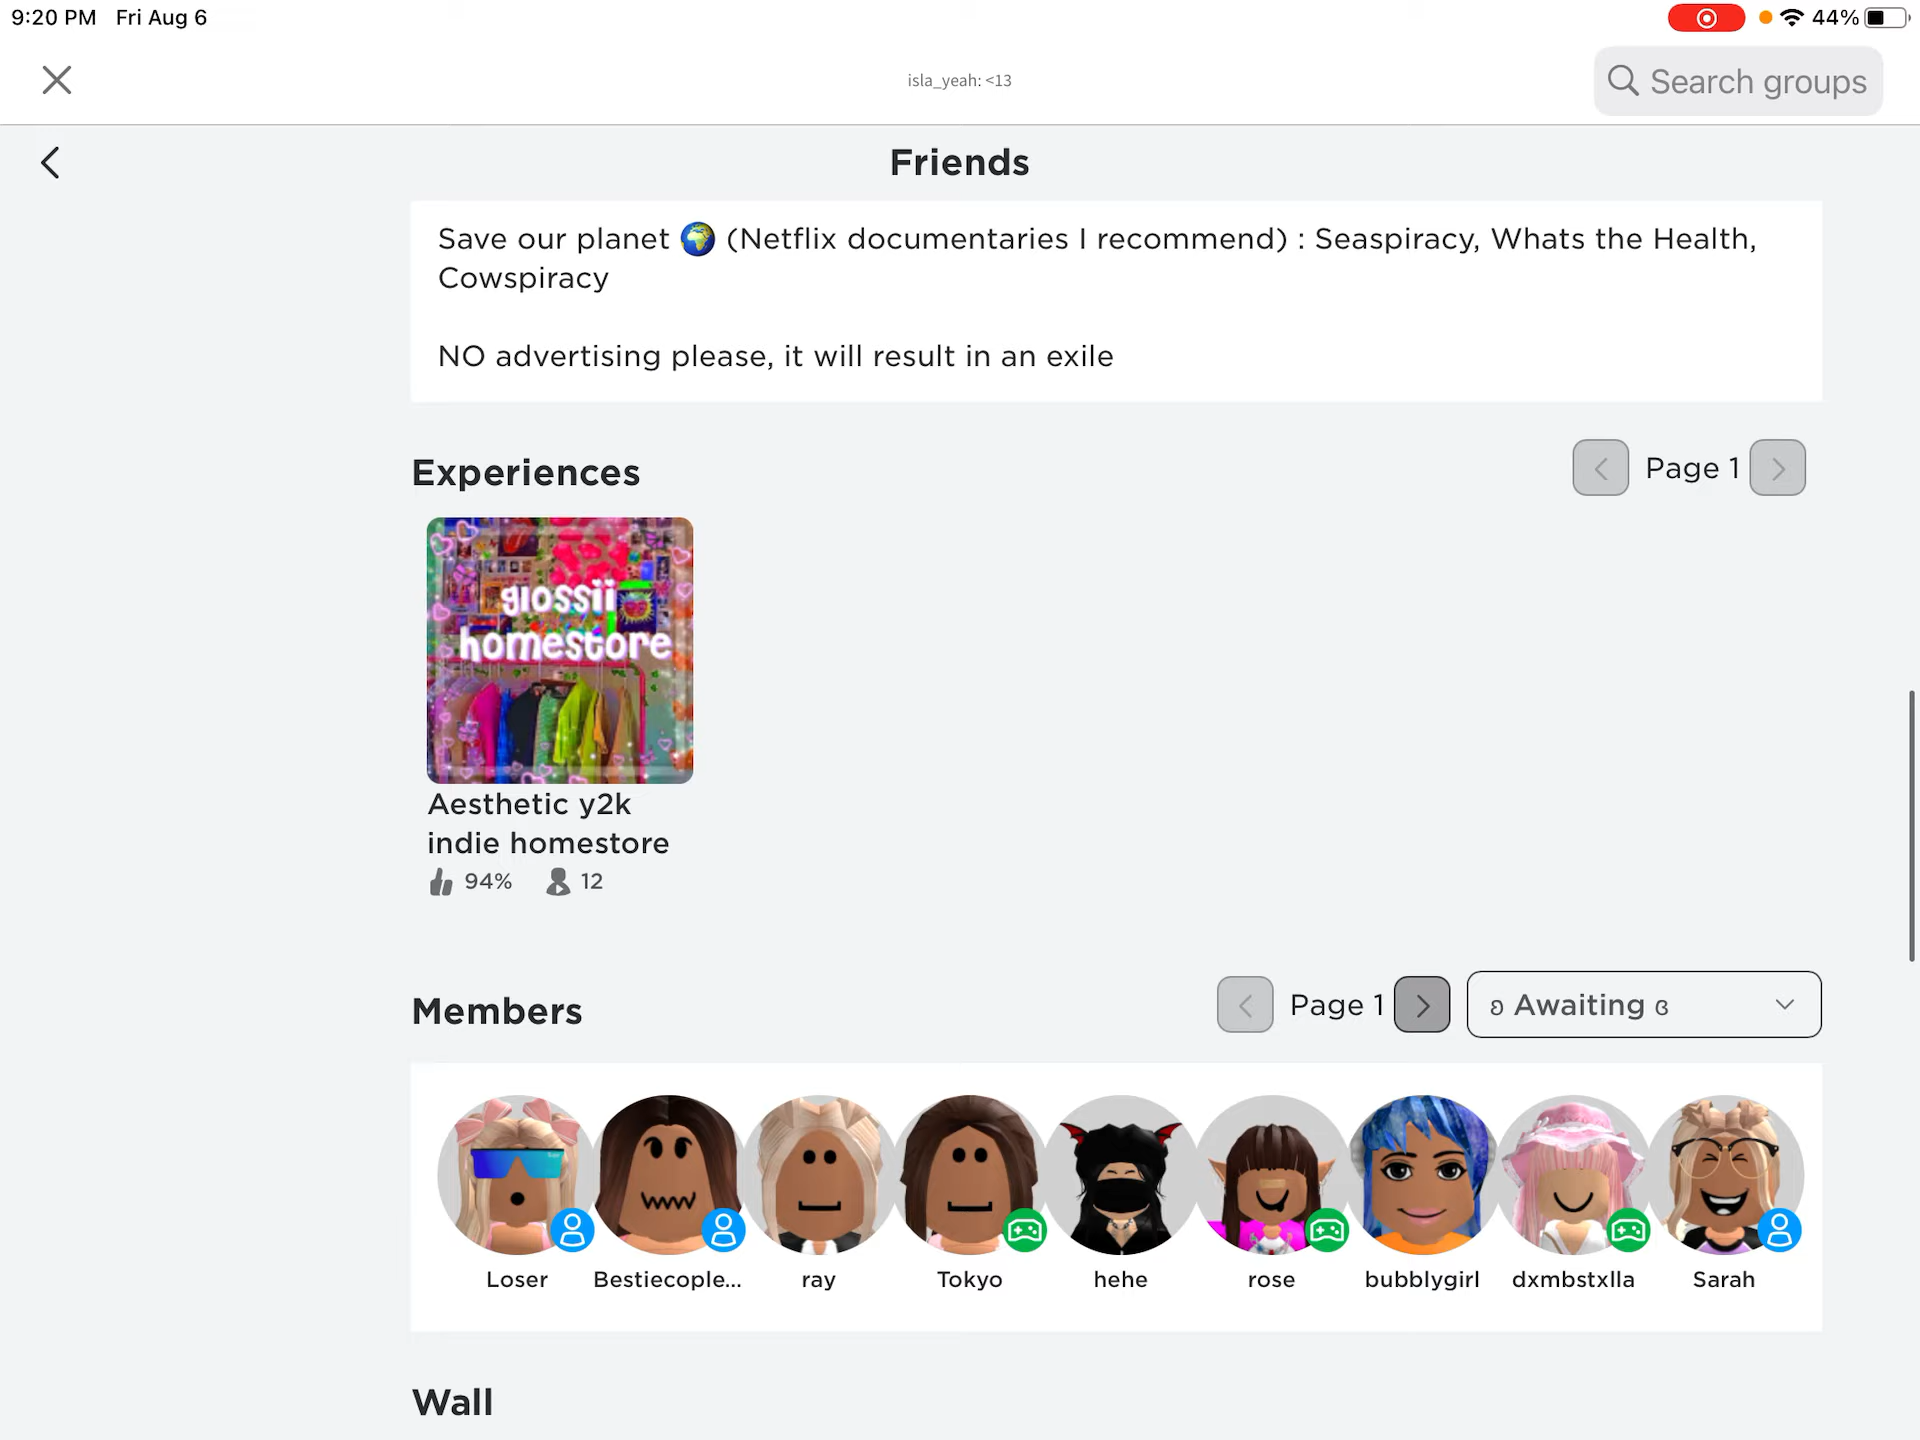 9:20 PM Fri Aug 6
44%
isla_yeah: <13
Search groups
Friends
Save our planet 🌍 (Netflix documentaries I recommend) : Seaspiracy, Whats the Health,
Cowspiracy
NO advertising please, it will result in an exile
Experiences
Page 1
glossii
homestore
Aesthetic y2k
indie homestore
94% 12
Members
Page 1
ʚ Awaiting ɞ
Loser Bestiecople... ray Tokyo hehe rose bubblygirl dxmbstxlla Sarah
Wall